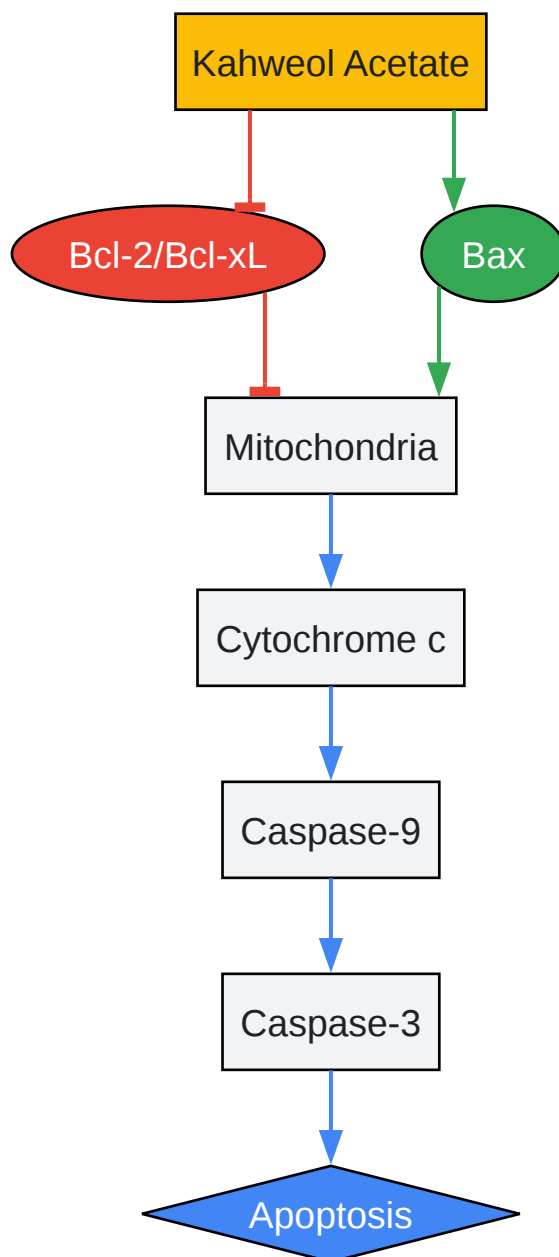 Kahweol Acetate
Bcl-2/Bcl-xL
Bax
Mitochondria
Cytochrome c
Caspase-9
Caspase-3
Apoptosis